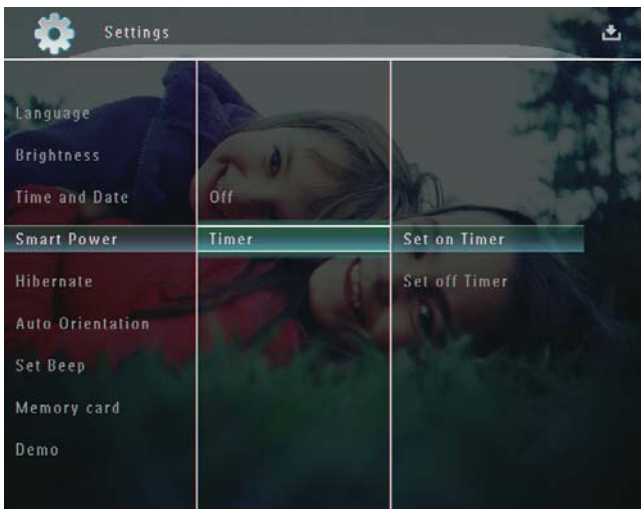 Settings
Language
Brightness
Time and Date
Off
Smart Power
Timer
Set on Timer
Hibernate
Set off Timer
Auto Orientation
Set Beep
Memory card
Demo